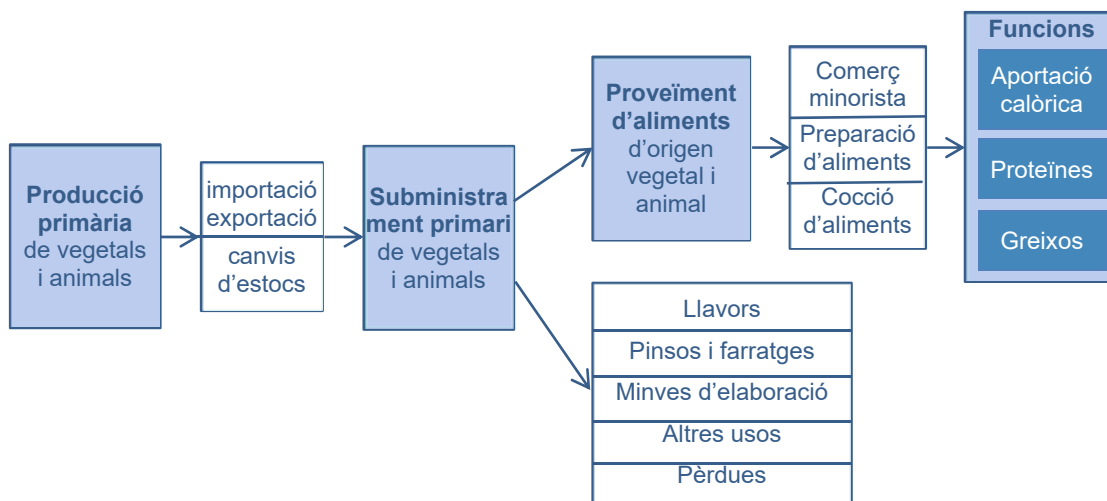 Producció
primària
de vegetals
i animals
importació
exportació
canvis
d'estocs
Subministra
ment primari
de vegetals
i animals
Proveïment
d'aliments
d'origen
vegetal i
animal
Comerç
minorista
Preparació
d'aliments
Cocció
d'aliments
Funcions
Aportació
calòrica
Proteïnes
Greixos
Llavors
Pinsos i farratges
Minves d'elaboració
Altres usos
Pèrdues